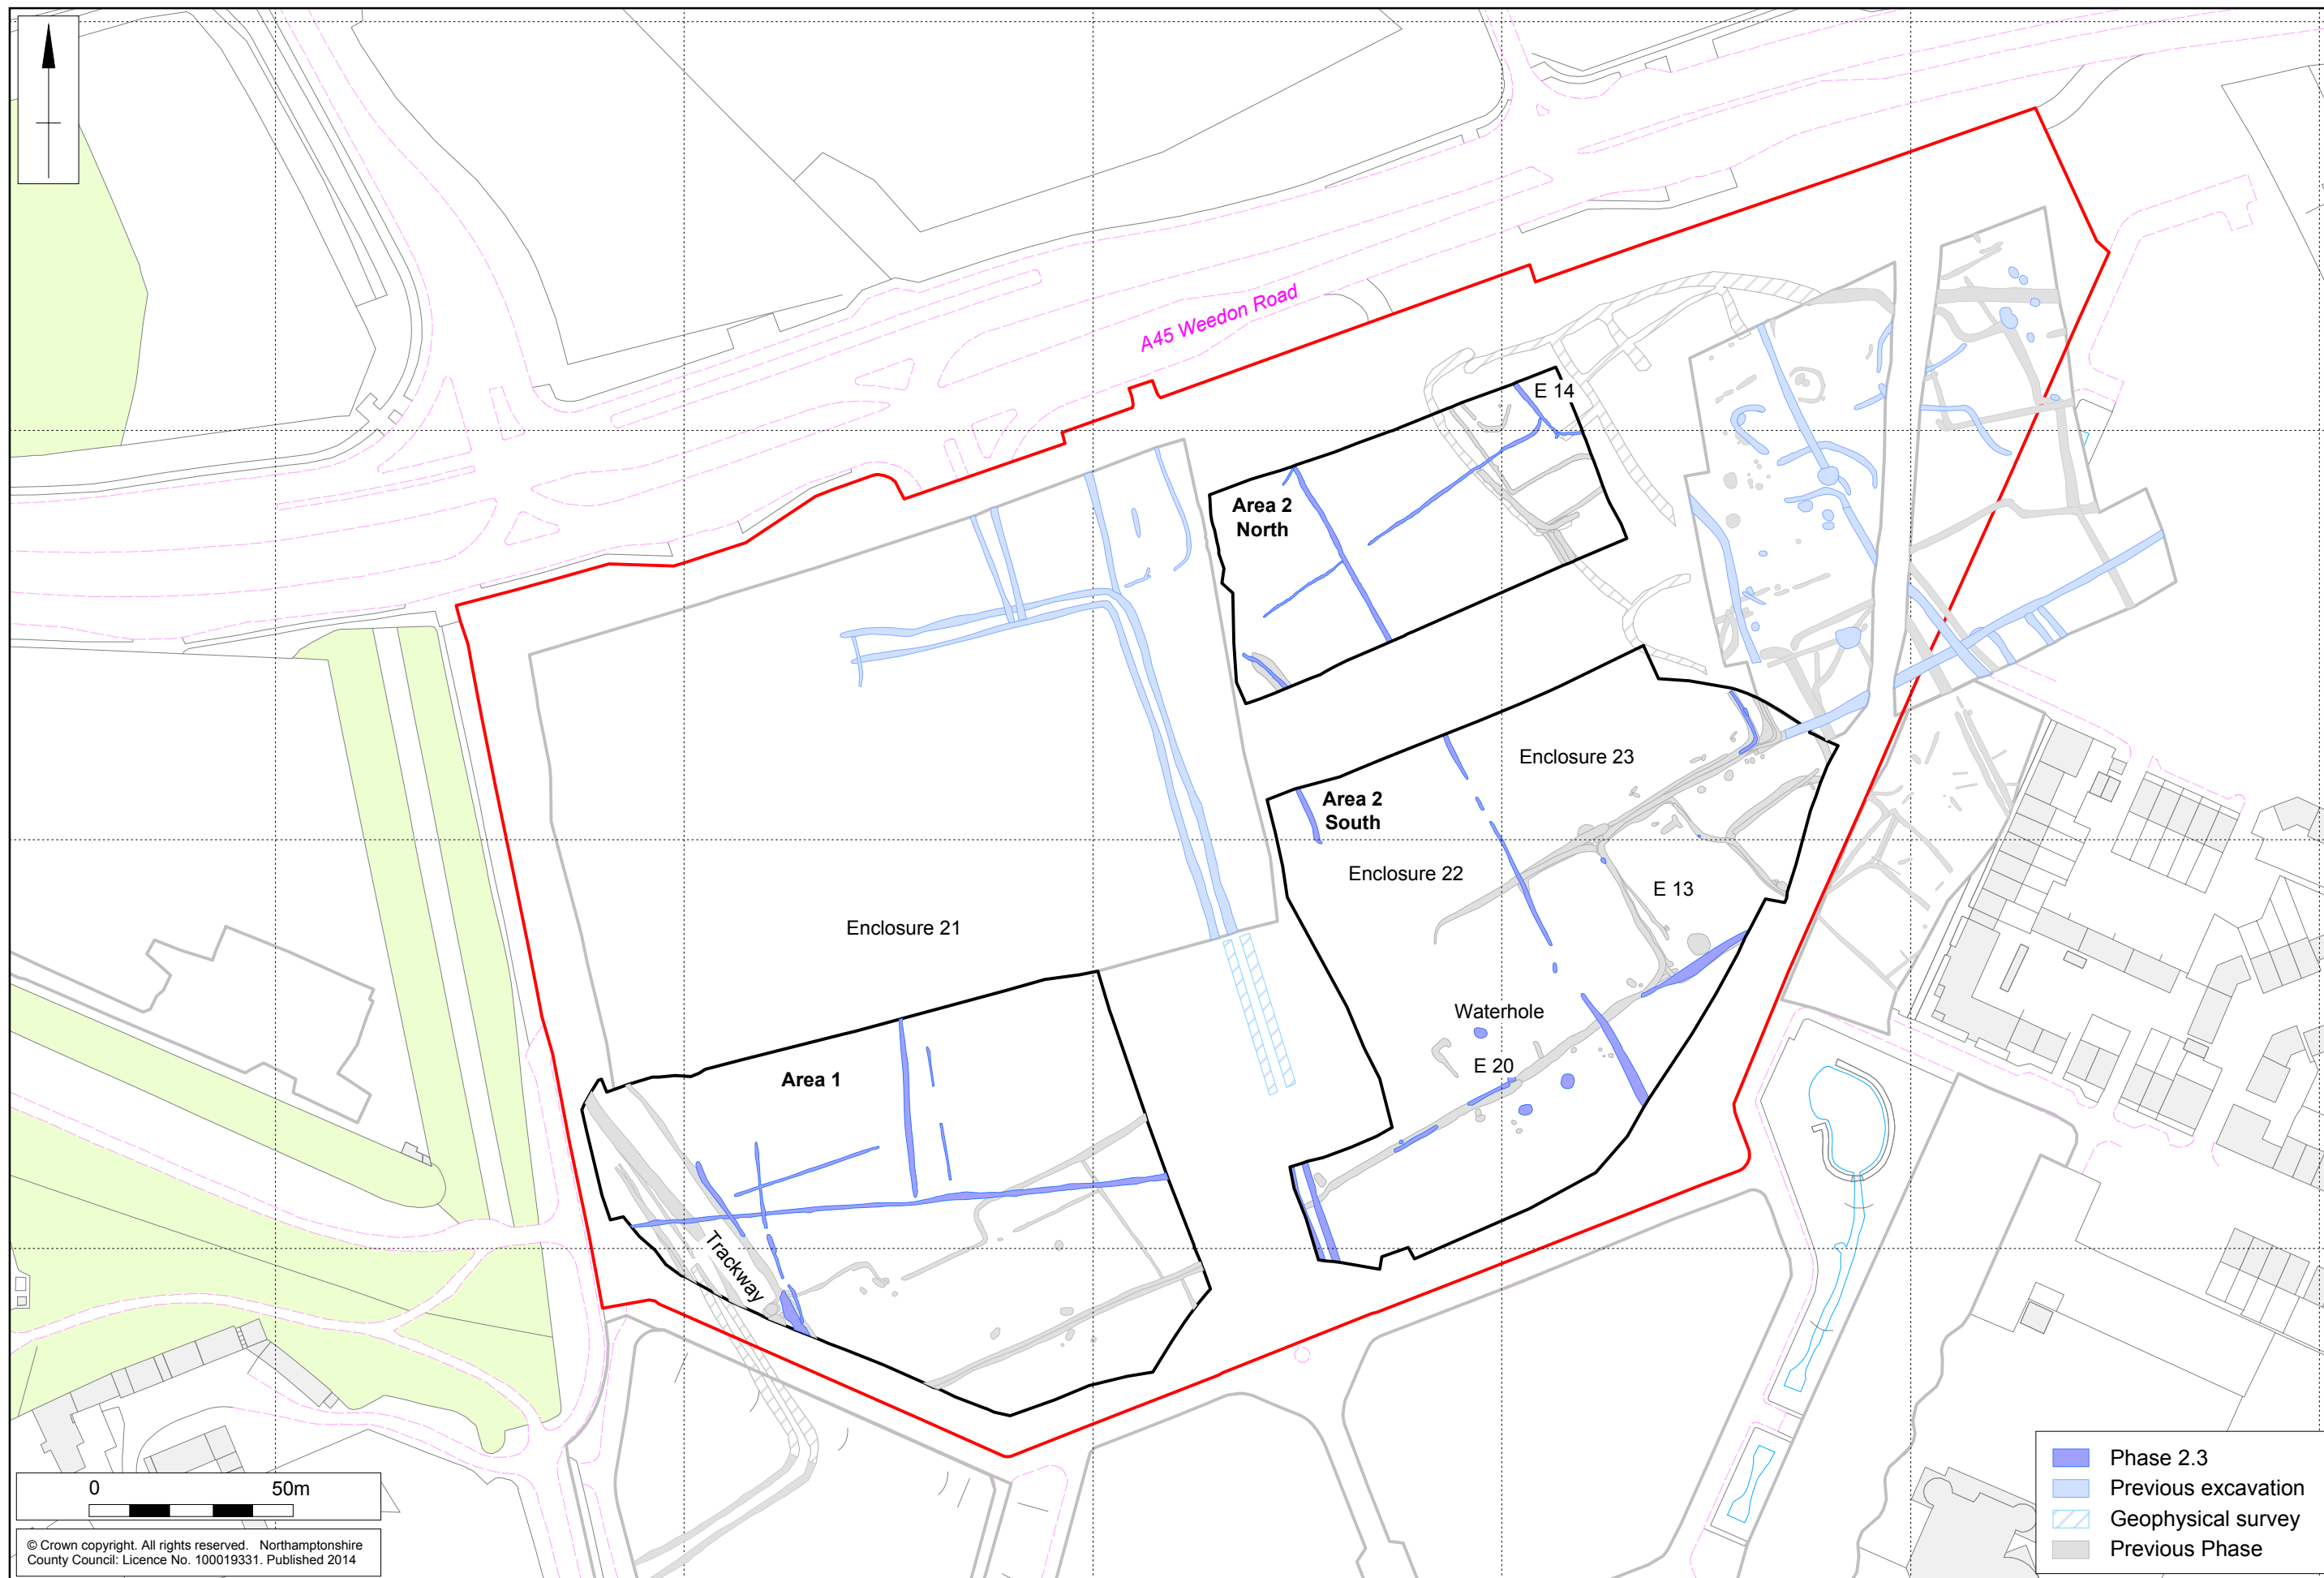 A45 Weedon Road
E 14
Area 2
North
Enclosure 23
Area 2
South
Enclosure 22
E 13
Enclosure 21
Waterhole
E 20
Area 1
Trackway
0 50m
© Crown copyright. All rights reserved. Northamptonshire
County Council: Licence No. 100019331. Published 2014
Phase 2.3
Previous excavation
Geophysical survey
Previous Phase